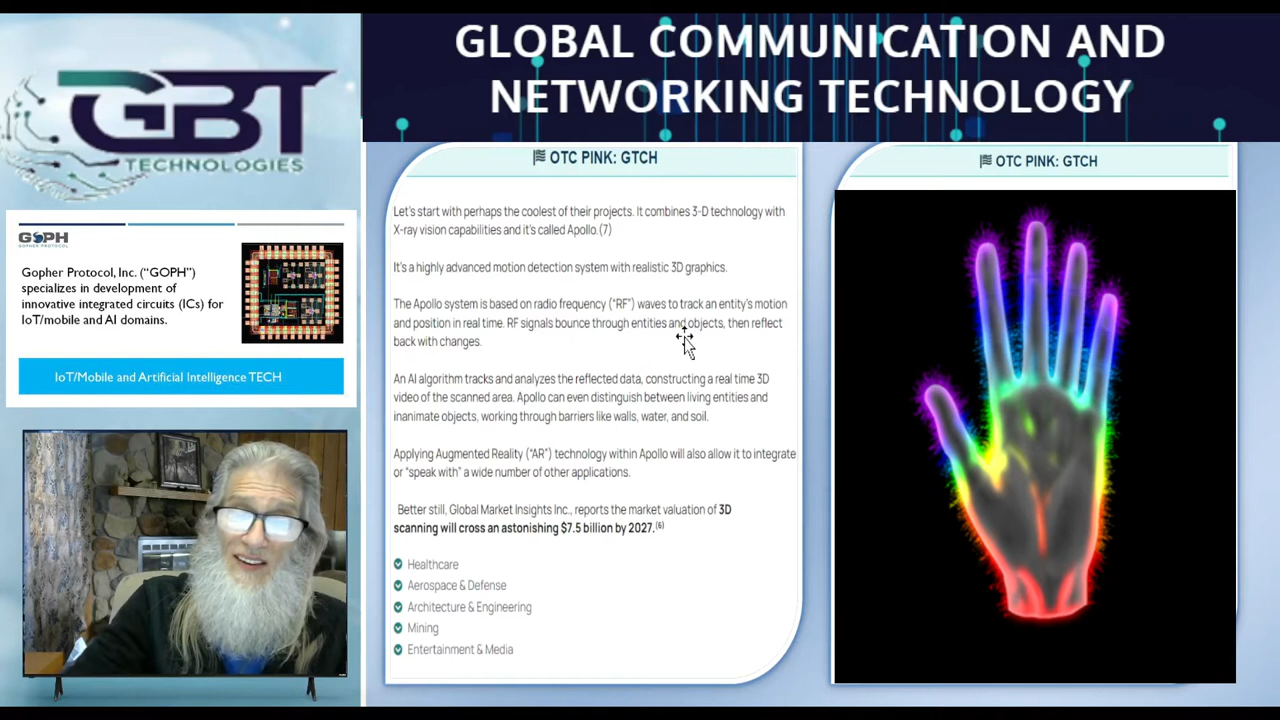 GLOBAL COMMUNICATION AND
NETWORKING TECHNOLOGY
GBT
TECHNOLOGIES
GOPH
GOPHER PROTOCOL
Gopher Protocol, Inc. (“GOPH”)
specializes in development of
innovative integrated circuits (ICs) for
IoT/mobile and AI domains.
IoT/Mobile and Artificial Intelligence TECH
OTC PINK: GTCH
Let's start with perhaps the coolest of their projects. It combines 3-D technology with
X-ray vision capabilities and it's called Apollo.(7)
It's a highly advanced motion detection system with realistic 3D graphics.
The Apollo system is based on radio frequency (“RF”) waves to track an entity's motion
and position in real time. RF signals bounce through entities and objects, then reflect
back with changes.
An AI algorithm tracks and analyzes the reflected data, constructing a real time 3D
video of the scanned area. Apollo can even distinguish between living entities and
inanimate objects, working through barriers like walls, water, and soil.
Applying Augmented Reality (“AR”) technology within Apollo will also allow it to integrate
or “speak with” a wide number of other applications.
Better still, Global Market Insights Inc., reports the market valuation of 3D
scanning will cross an astonishing $7.5 billion by 2027.(6)
Healthcare
Aerospace & Defense
Architecture & Engineering
Mining
Entertainment & Media
OTC PINK: GTCH